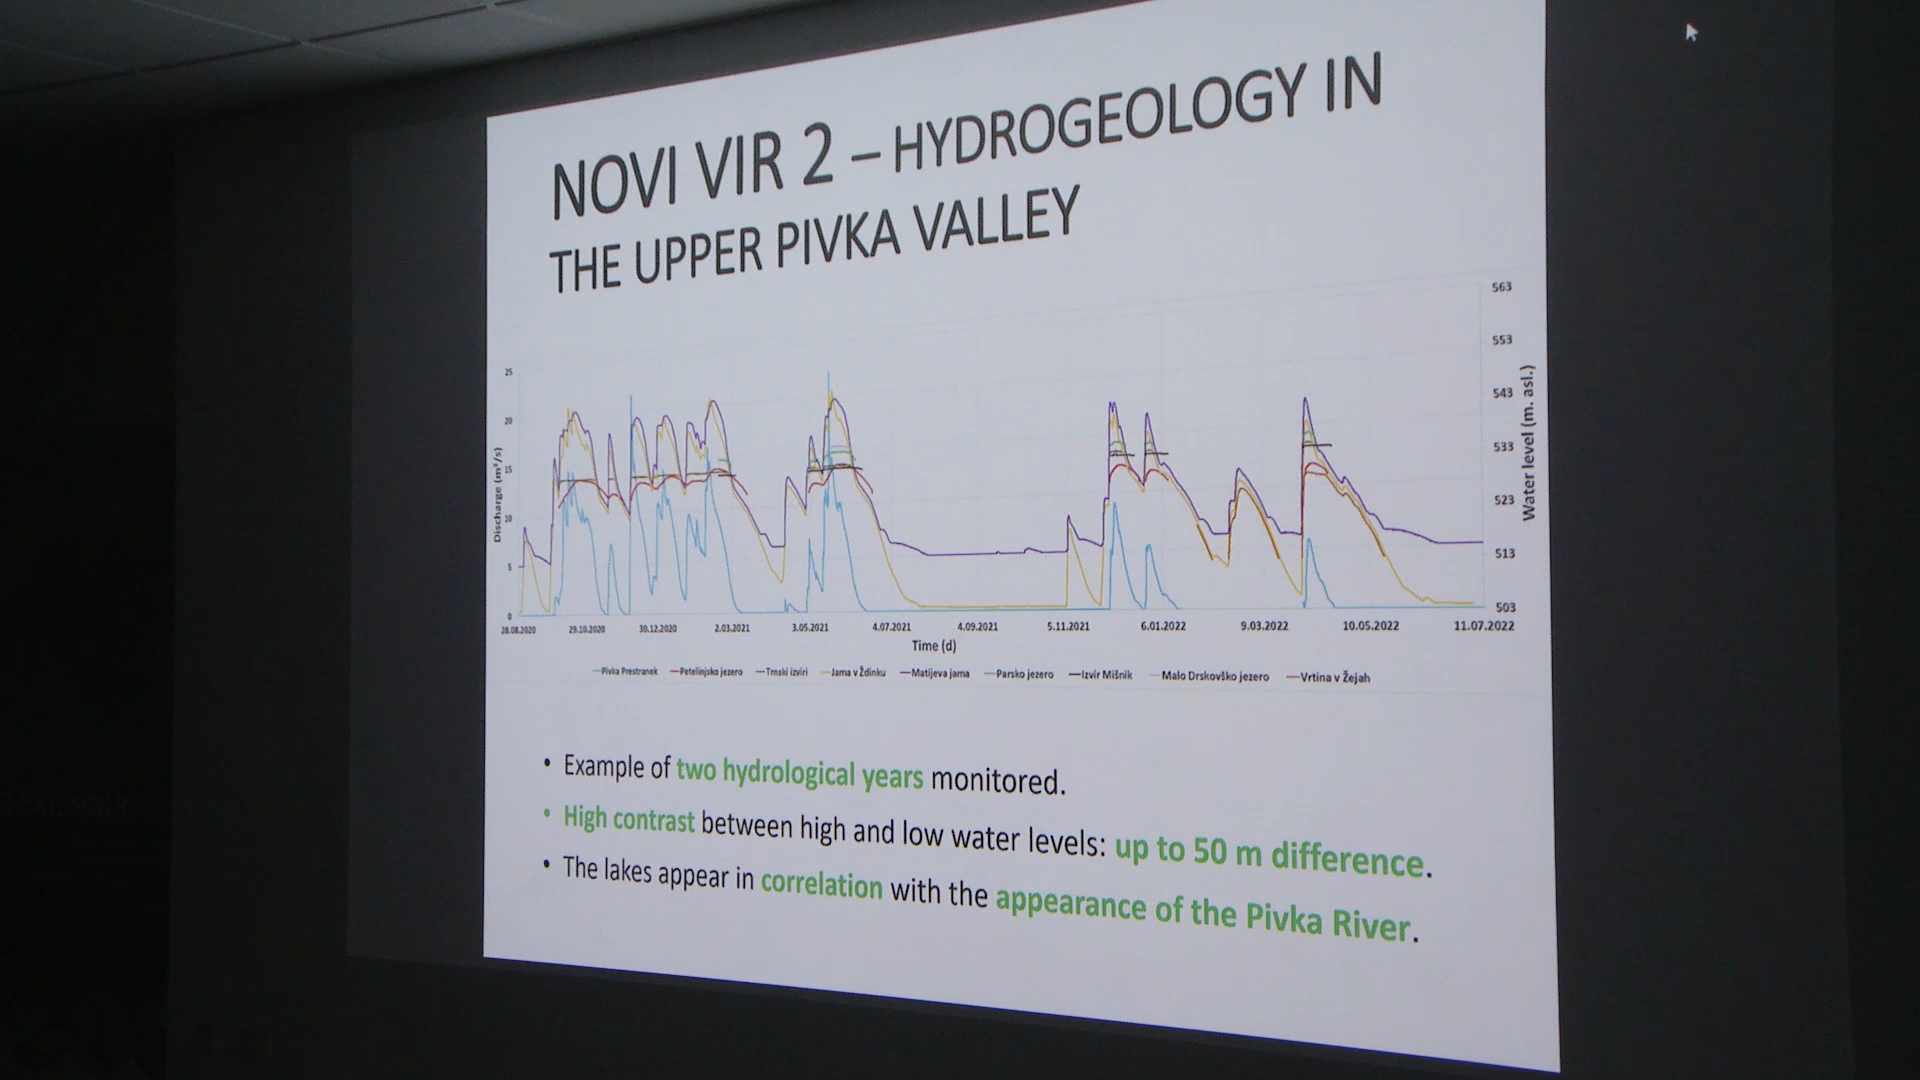 NOVI VIR 2 – HYDROGEOLOGY IN
THE UPPER PIVKA VALLEY
563
553
543
533
523
513
503
Water level (m. asl.)
25
20
15
10
5
0
Discharge (m³/s)
28.08.2020 29.10.2020 30.12.2020 2.03.2021 3.05.2021 4.07.2021 4.09.2021 5.11.2021 6.01.2022 9.03.2022 10.05.2022 11.07.2022
Time (d)
Pivka Prestranek Petelinjsko jezero Trnski izviri Jama v Ždinku Matijeva jama Parsko jezero Izvir Mišnik Malo Drskovško jezero Vrtina v Žejah
• Example of two hydrological years monitored.
• High contrast between high and low water levels: up to 50 m difference.
• The lakes appear in correlation with the appearance of the Pivka River.